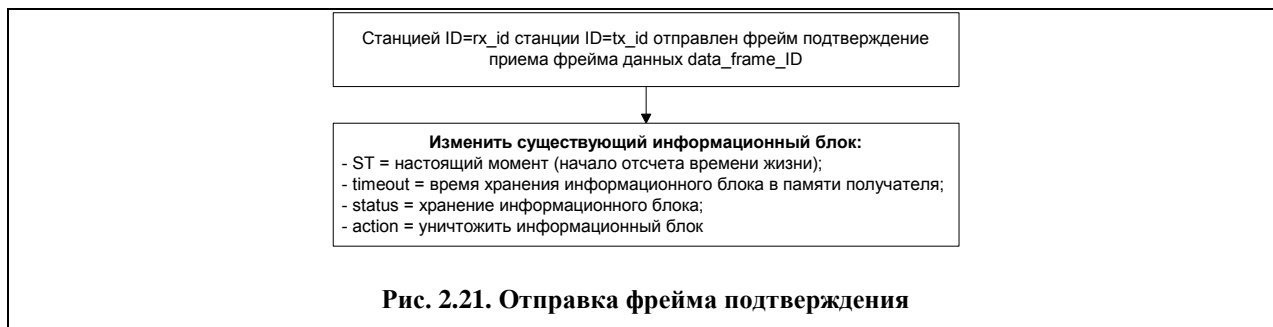 Станцией ID=rx_id станции ID=tx_id отправлен фрейм подтверждение
приема фрейма данных data_frame_ID
Изменить существующий информационный блок:
- ST = настоящий момент (начало отсчета времени жизни);
- timeout = время хранения информационного блока в памяти получателя;
- status = хранение информационного блока;
- action = уничтожить информационный блок
Рис. 2.21. Отправка фрейма подтверждения